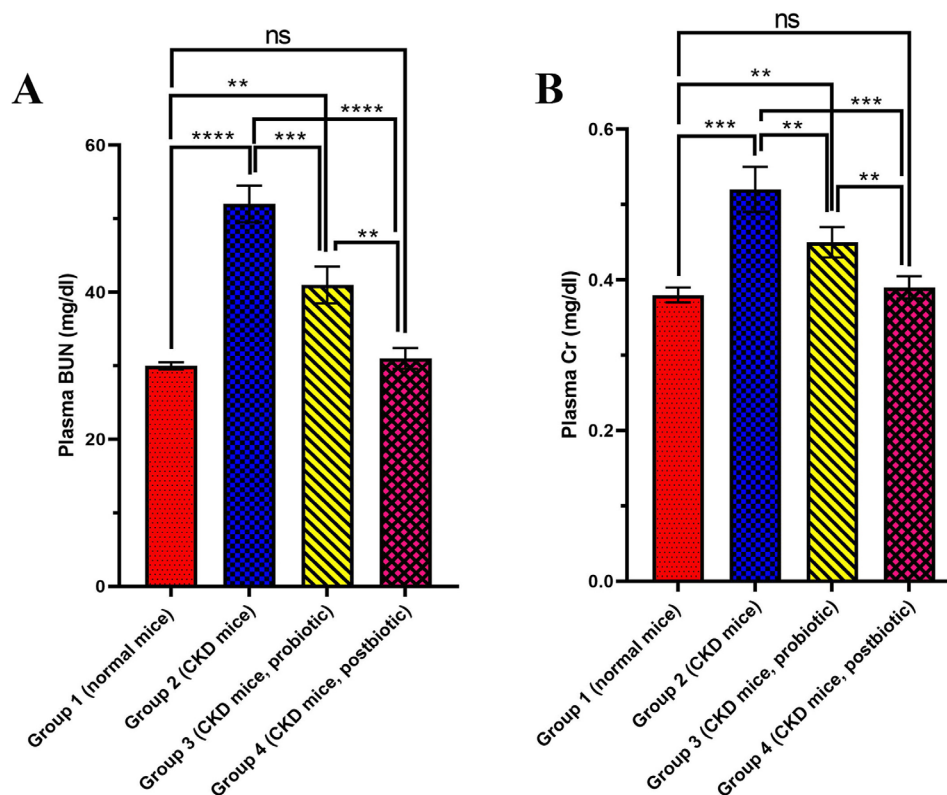 A
ns
**
****
**** ***
**
60
40
20
0
Plasma BUN (mg/dl)
Group 1 (normal mice)
Group 2 (CKD mice)
Group 3 (CKD mice, probiotic)
Group 4 (CKD mice, postbiotic)
B
ns
**
***
*** **
**
0.6
0.4
0.2
0.0
Plasma Cr (mg/dl)
Group 1 (normal mice)
Group 2 (CKD mice)
Group 3 (CKD mice, probiotic)
Group 4 (CKD mice, postbiotic)